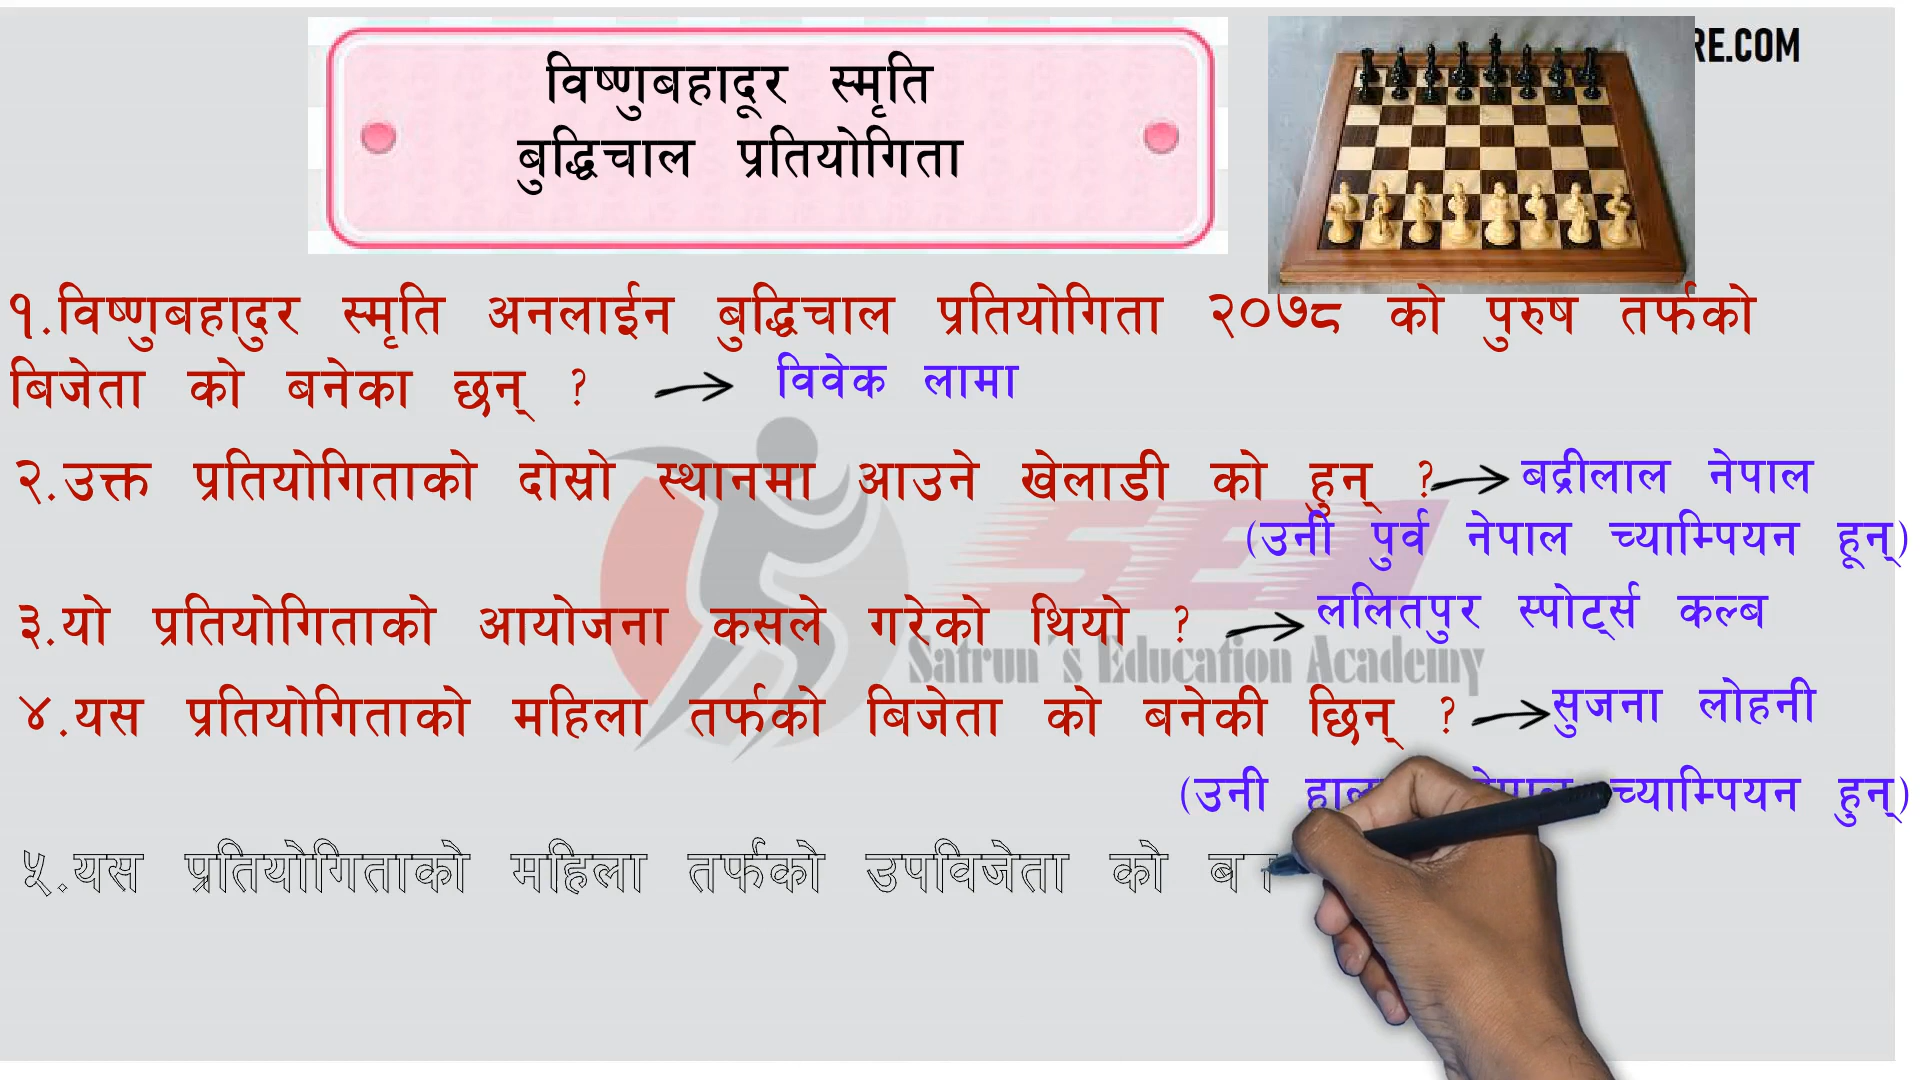 विष्णुबहादूर स्मृति
बुद्धिचाल प्रतियोगिता
RE.COM
१.विष्णुबहादुर स्मृति अनलाईन बुद्धिचाल प्रतियोगिता २०७८ को पुरुष तर्फको
बिजेता को बनेका छन् ? विवेक लामा
२.उक्त प्रतियोगिताको दोस्रो स्थानमा आउने खेलाडी को हुन् ? बद्रीलाल नेपाल
(उनी पुर्व नेपाल च्याम्पियन हून्)
३.यो प्रतियोगिताको आयोजना कसले गरेको थियो ? ललितपुर स्पोर्ट्स कल्ब
SEA
Satrun's Education Academy
४.यस प्रतियोगिताको महिला तर्फको बिजेता को बनेकी छिन् ? सुजना लोहनी
(उनी च्याम्पियन हुन्)
५.यस प्रतियोगिताको महिला तर्फको उपविजेता को